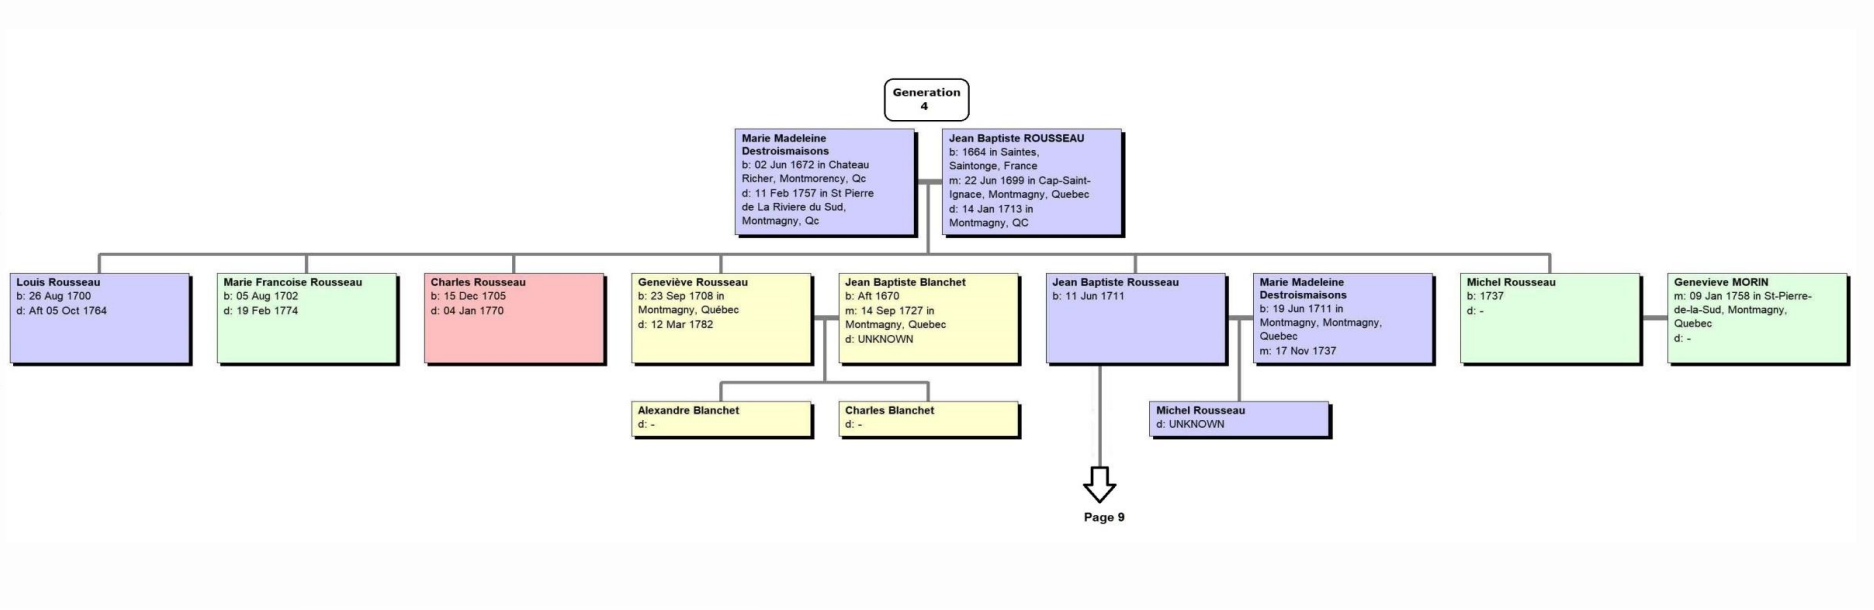 Generation
4
Marie Madeleine
Destroismaisons
b: 02 Jun 1672 in Chateau
Richer, Montmorency, Qc
d: 11 Feb 1757 in St Pierre
de La Riviere du Sud,
Montmagny, Qc
Jean Baptiste ROUSSEAU
b: 1664 in Saintes,
Saintonge, France
m: 22 Jun 1699 in Cap-Saint-
Ignace, Montmagny, Quebec
d: 14 Jan 1713 in
Montmagny, QC
Louis Rousseau
b: 26 Aug 1700
d: Aft 05 Oct 1764
Marie Francoise Rousseau
b: 05 Aug 1702
d: 19 Feb 1774
Charles Rousseau
b: 15 Dec 1705
d: 04 Jan 1770
Geneviève Rousseau
b: 23 Sep 1708 in
Montmagny, Québec
d: 12 Mar 1782
Jean Baptiste Blanchet
b: Aft 1670
m: 14 Sep 1727 in
Montmagny, Quebec
d: UNKNOWN
Jean Baptiste Rousseau
b: 11 Jun 1711
Marie Madeleine
Destroismaisons
b: 19 Jun 1711 in
Montmagny, Montmagny,
Quebec
m: 17 Nov 1737
Michel Rousseau
b: 1737
d: -
Genevieve MORIN
m: 09 Jan 1758 in St-Pierre-
de-la-Sud, Montmagny,
Quebec
d: -
Alexandre Blanchet
d: -
Charles Blanchet
d: -
Michel Rousseau
d: UNKNOWN
Page 9